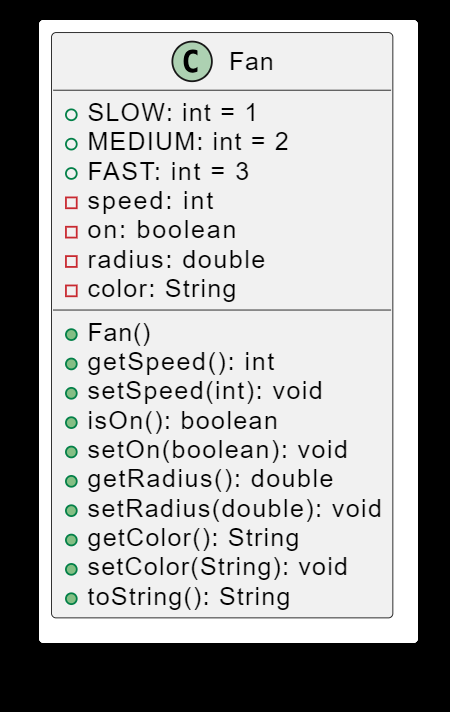 C Fan
SLOW: int = 1
MEDIUM: int = 2
FAST: int = 3
speed: int
on: boolean
radius: double
color: String
Fan()
getSpeed(): int
setSpeed(int): void
isOn(): boolean
setOn(boolean): void
getRadius(): double
setRadius(double): void
getColor(): String
setColor(String): void
toString(): String